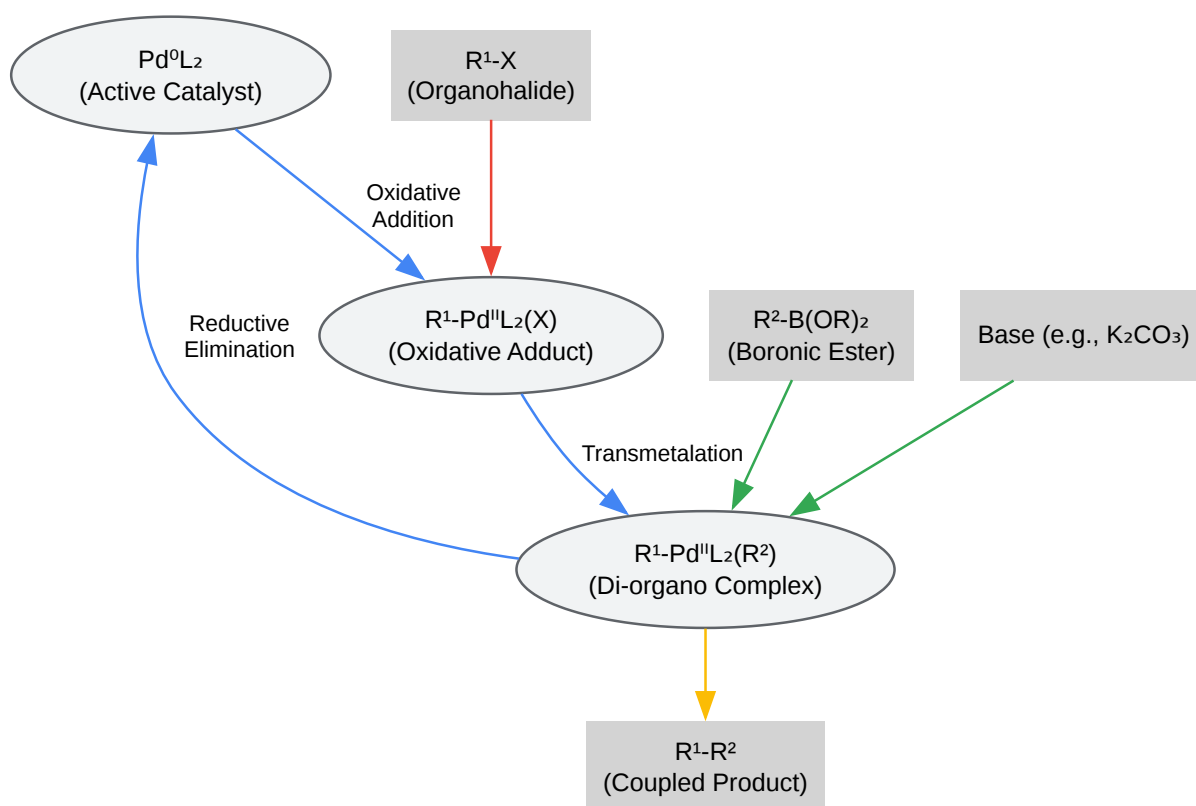 Pd⁰L₂
(Active Catalyst)
R¹-X
(Organohalide)
Oxidative
Addition
Reductive
Elimination
R¹-PdᴵᴵL₂(X)
(Oxidative Adduct)
R²-B(OR)₂
(Boronic Ester)
Base (e.g., K₂CO₃)
Transmetalation
R¹-PdᴵᴵL₂(R²)
(Di-organo Complex)
R¹-R²
(Coupled Product)